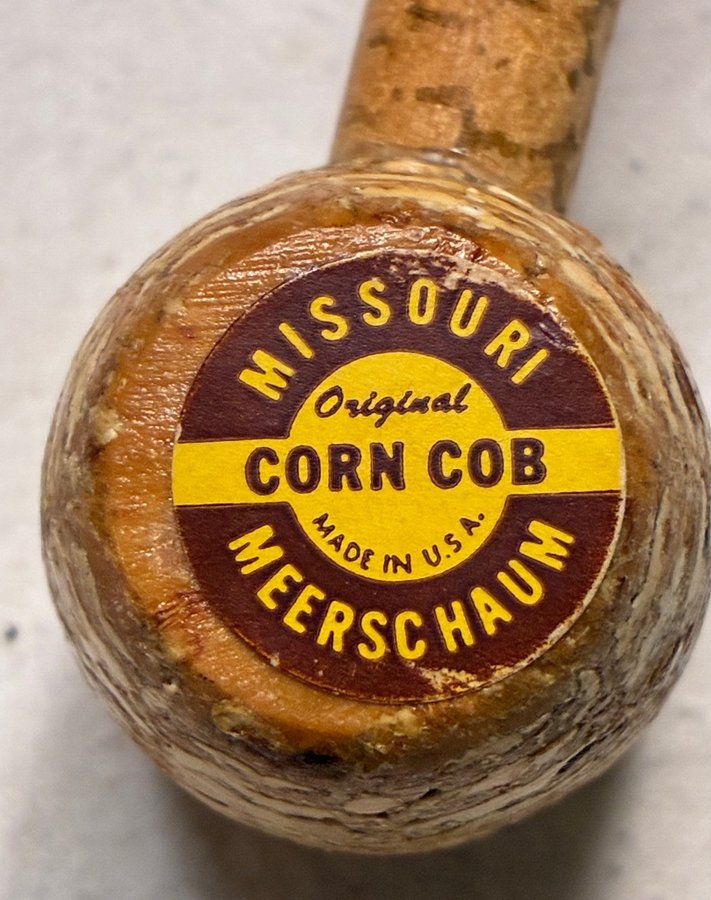 MISSOURI
Original
CORN COB
MADE IN U.S.A.
MEERSCHAUM